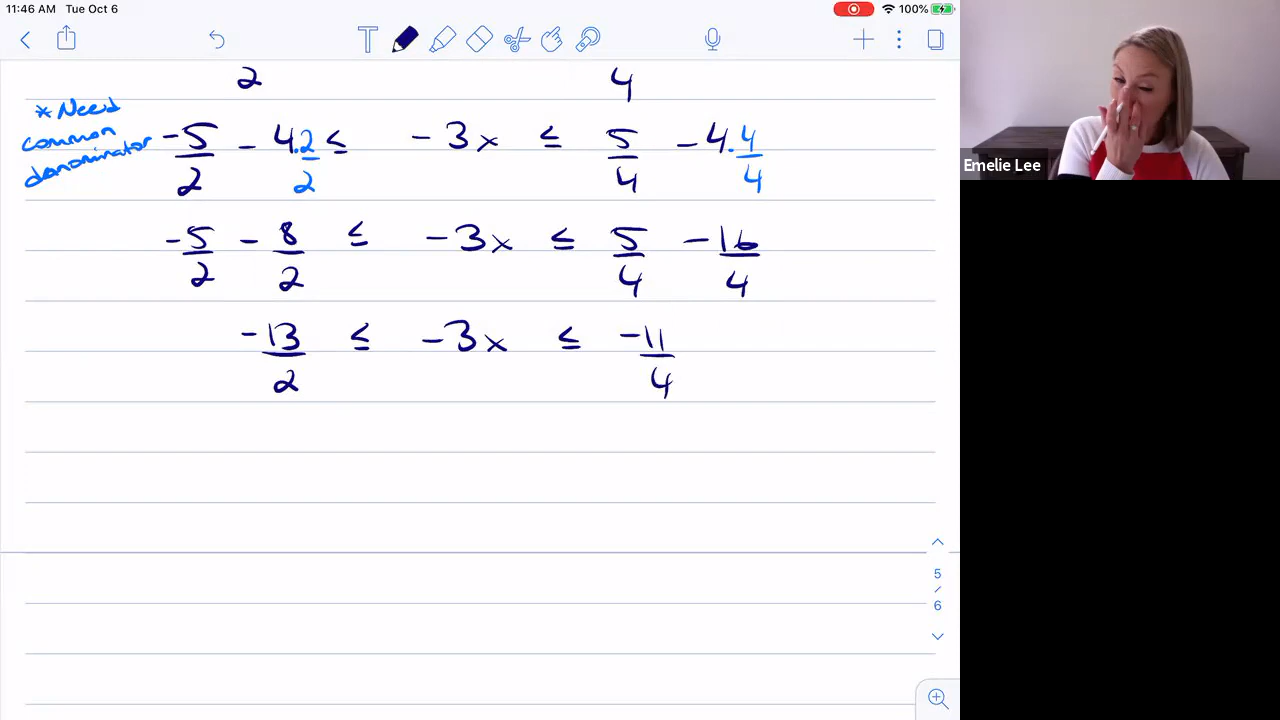 11:46 AM Tue Oct 6
100%
T
2 4
* Need common denominator
-5/2 - 4·2/2 ≤ -3x ≤ 5/4 - 4·4/4
-5/2 - 8/2 ≤ -3x ≤ 5/4 - 16/4
-13/2 ≤ -3x ≤ -11/4
5/6
Emelie Lee